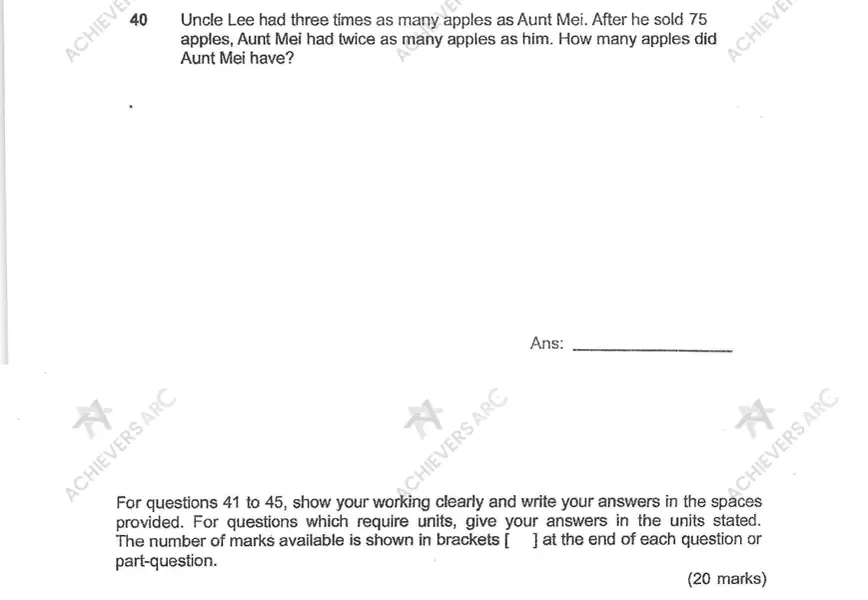 ACHIEVERS
ACHIEVERS
ACHIEVERS
40 Uncle Lee had three times as many apples as Aunt Mei. After he sold 75
apples, Aunt Mei had twice as many apples as him. How many apples did
Aunt Mei have?
Ans:
ACHIEVERS ARC
ACHIEVERS ARC
ACHIEVERS ARC
For questions 41 to 45, show your working clearly and write your answers in the spaces
provided. For questions which require units, give your answers in the units stated.
The number of marks available is shown in brackets [ ] at the end of each question or
part-question.
(20 marks)